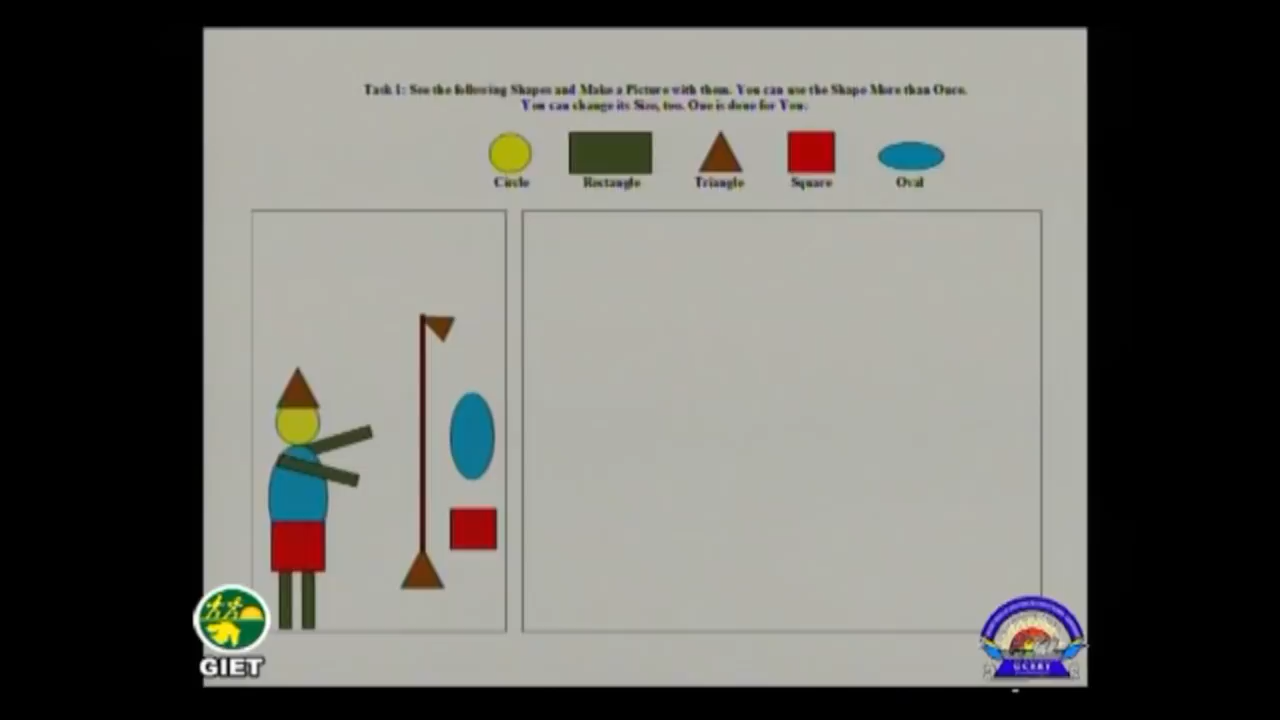 Task 1: See the following Shapes and Make a Picture with them. You can use the Shape More than Once.
You can change its Size, too. One is done for You.
Circle Rectangle Triangle Square Oval
GIET
GCERT